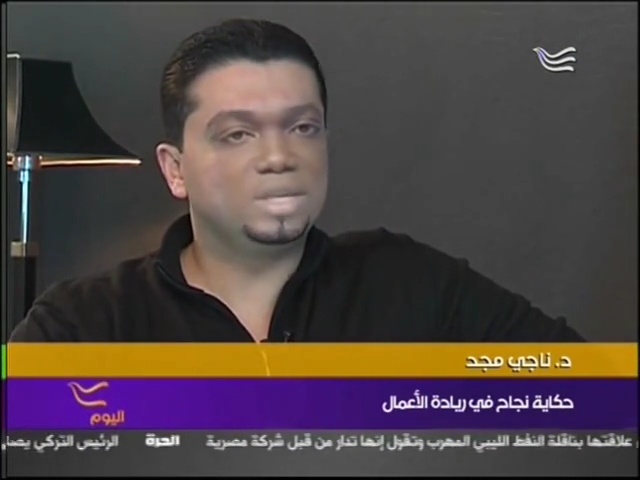 د. ناجي مجد
حكاية نجاح في ريادة الأعمال
اليوم
علاقتها بناقلة النفط الليبي المهرب وتقول إنها تدار من قبل شركة مصرية الحرة الرئيس التركي يصل